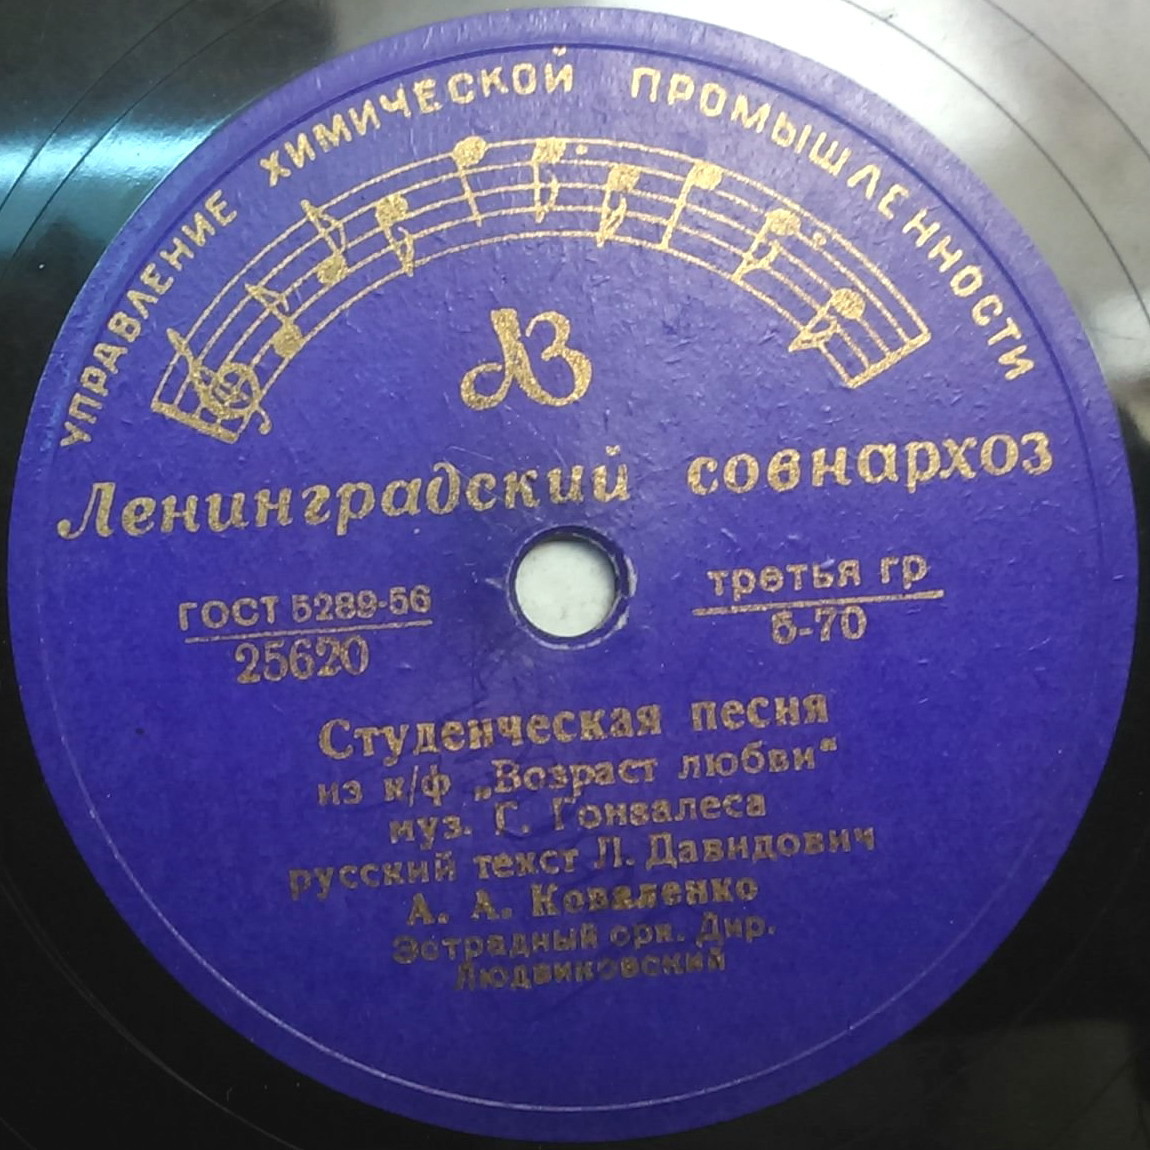 УПРАВЛЕНИЕ ХИМИЧЕСКОЙ ПРОМЫШЛЕННОСТИ
ЛЗ
Ленинградский совнархоз
ГОСТ 5289-56
25620
третья гр
5-70
Студенческая песня
из к/ф „Возраст любви“
муз. Г. Гонзалеса
русский текст Л. Давидович
А. А. Коваленко
Эстрадный орк. Дир.
Людвиковский